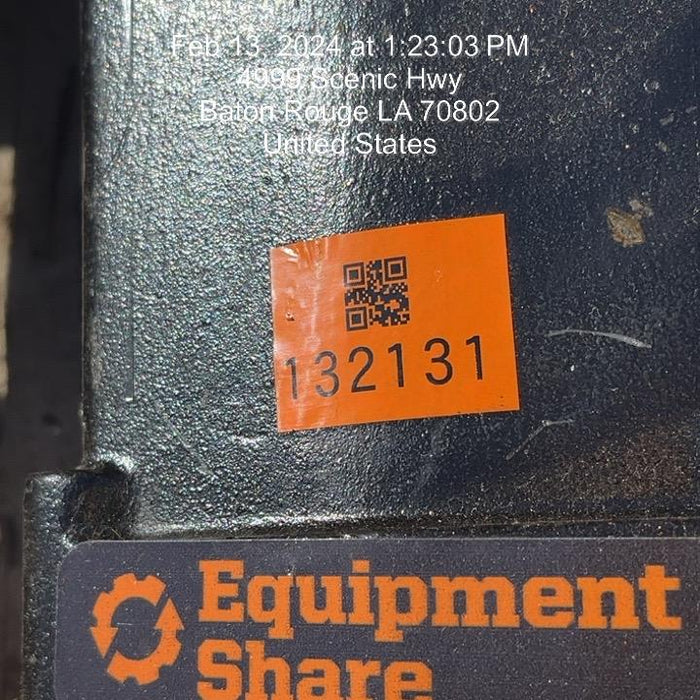 Feb 13, 2024 at 1:23:03 PM
4999 Scenic Hwy
Baton Rouge LA 70802
United States
132131
Equipment
Share